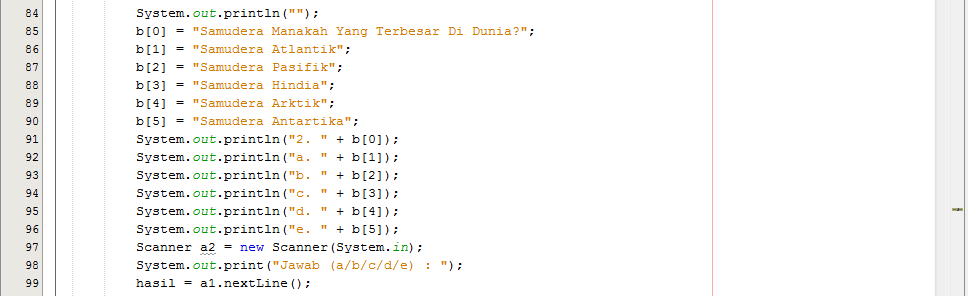 84 System.out.println("");
85 b[0] = "Samudera Manakah Yang Terbesar Di Dunia?";
86 b[1] = "Samudera Atlantik";
87 b[2] = "Samudera Pasifik";
88 b[3] = "Samudera Hindia";
89 b[4] = "Samudera Arktik";
90 b[5] = "Samudera Antartika";
91 System.out.println("2. " + b[0]);
92 System.out.println("a. " + b[1]);
93 System.out.println("b. " + b[2]);
94 System.out.println("c. " + b[3]);
95 System.out.println("d. " + b[4]);
96 System.out.println("e. " + b[5]);
97 Scanner a2 = new Scanner(System.in);
98 System.out.print("Jawab (a/b/c/d/e) : ");
99 hasil = a1.nextLine();